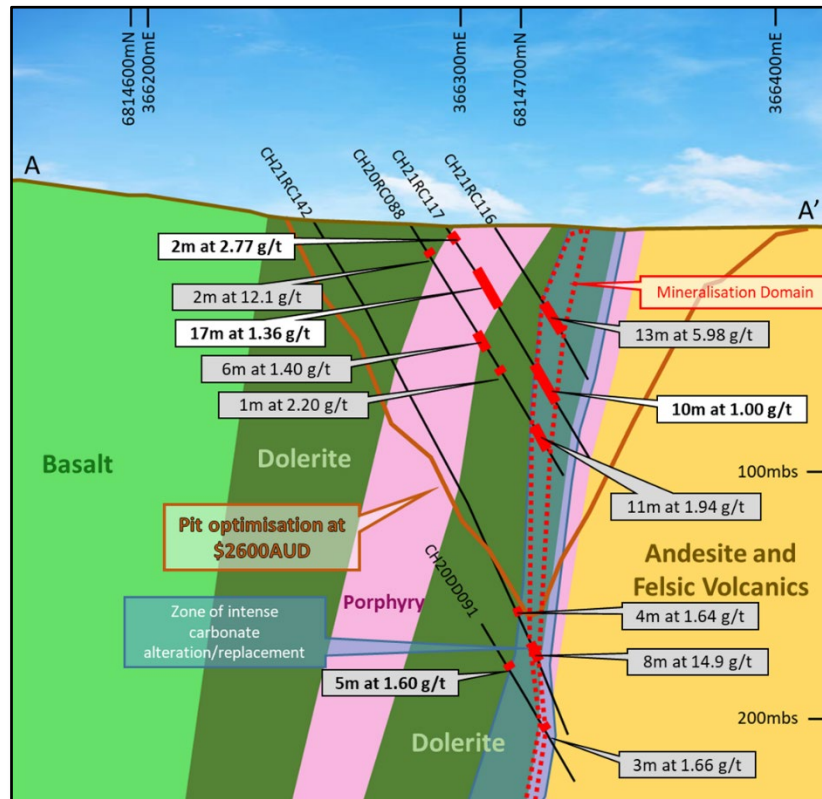 6814600mN
366200mE
366300mE
6814700mN
366400mE
A
A'
CH21RC142
CH20RC088
CH21RC117
CH21RC116
2m at 2.77 g/t
2m at 12.1 g/t
17m at 1.36 g/t
6m at 1.40 g/t
1m at 2.20 g/t
Mineralisation Domain
13m at 5.98 g/t
10m at 1.00 g/t
Basalt
Dolerite
100mbs
11m at 1.94 g/t
Pit optimisation at
$2600AUD
CH20DD091
Andesite and
Felsic Volcanics
Porphyry
Zone of intense
carbonate
alteration/replacement
4m at 1.64 g/t
8m at 14.9 g/t
5m at 1.60 g/t
200mbs
Dolerite
3m at 1.66 g/t